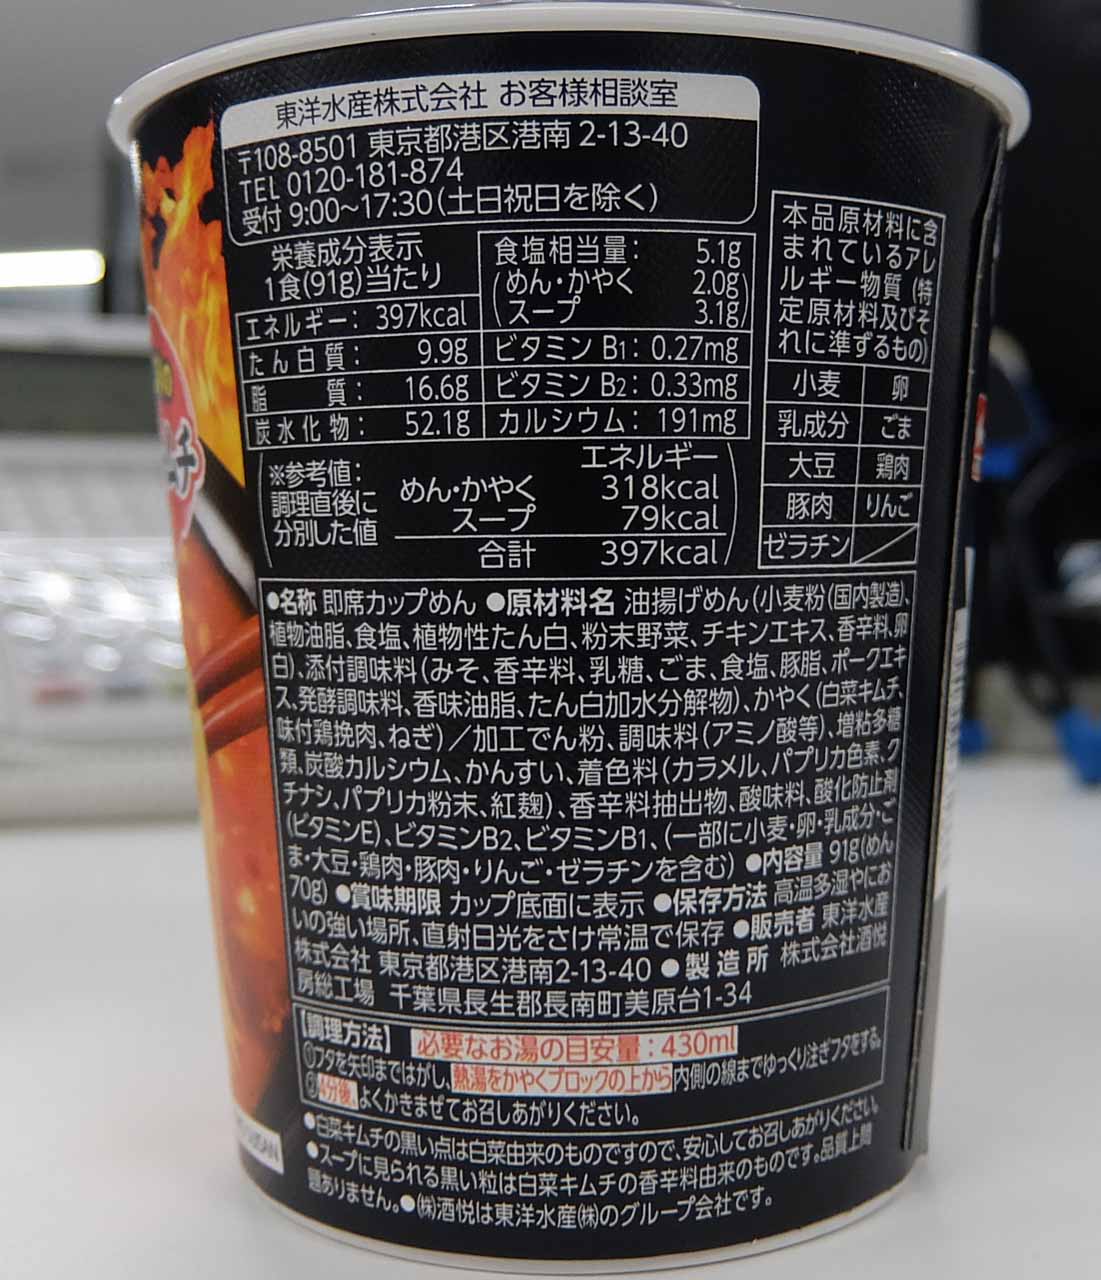 東洋水産株式会社 お客様相談室
〒108-8501 東京都港区港南 2-13-40
TEL 0120-181-874
受付 9:00~17:30(土日祝日を除く)
栄養成分表示
1食(91g)当たり
エネルギー: 397kcal
たん白質: 9.9g
脂質: 16.6g
炭水化物: 52.1g
食塩相当量: 5.1g
(めん・かやく 2.0g)
(スープ 3.1g)
ビタミン B1: 0.27mg
ビタミン B2: 0.33mg
カルシウム: 191mg
※参考値:
調理直後に
分別した値
エネルギー
めん・かやく 318kcal
スープ 79kcal
合計 397kcal
本品原材料に含
まれているアレ
ルギー物質(特
定原材料及びそ
れに準ずるもの)
小麦 卵
乳成分 ごま
大豆 鶏肉
豚肉 りんご
ゼラチン
●名称 即席カップめん ●原材料名 油揚げめん(小麦粉(国内製造)、
植物油脂、食塩、植物性たん白、粉末野菜、チキンエキス、香辛料、卵
白)、添付調味料(みそ、香辛料、乳糖、ごま、食塩、豚脂、ポークエキ
ス、発酵調味料、香味油脂、たん白加水分解物)、かやく(白菜キムチ、
味付鶏挽肉、ねぎ)/加工でん粉、調味料(アミノ酸等)、増粘多糖
類、炭酸カルシウム、かんすい、着色料(カラメル、パプリカ色素、ク
チナシ、パプリカ粉末、紅麹)、香辛料抽出物、酸味料、酸化防止剤
(ビタミンE)、ビタミンB2、ビタミンB1、(一部に小麦・卵・乳成分・ご
ま・大豆・鶏肉・豚肉・りんご・ゼラチンを含む) ●内容量 91g(めん
70g) ●賞味期限 カップ底面に表示 ●保存方法 高温多湿やにお
いの強い場所、直射日光をさけ常温で保存 ●販売者 東洋水産
株式会社 東京都港区港南2-13-40 ●製造所 株式会社酒悦
房総工場 千葉県長生郡長南町美原台1-34
【調理方法】 必要なお湯の目安量:430ml
①フタを矢印まではがし、熱湯をかやくブロックの上から内側の線までゆっくり注ぎフタをする。
②4分後、よくかきまぜてお召しあがりください。
●白菜キムチの黒い点は白菜由来のものですので、安心してお召しあがりください。
●スープに見られる黒い粒は白菜キムチの香辛料由来のものです。品質上問
題ありません。●㈱酒悦は東洋水産㈱のグループ会社です。